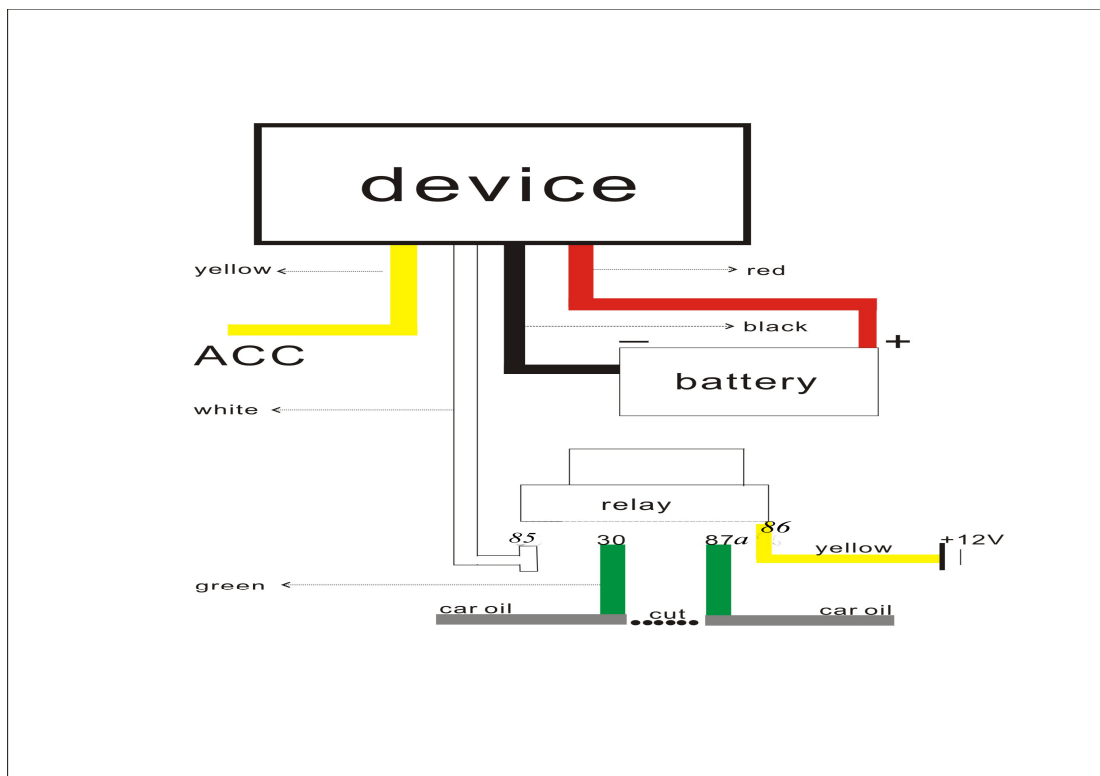 device
yellow
red
black
ACC
— +
battery
white
relay
85 30 87a 86
yellow +12V
green
car oil cut car oil